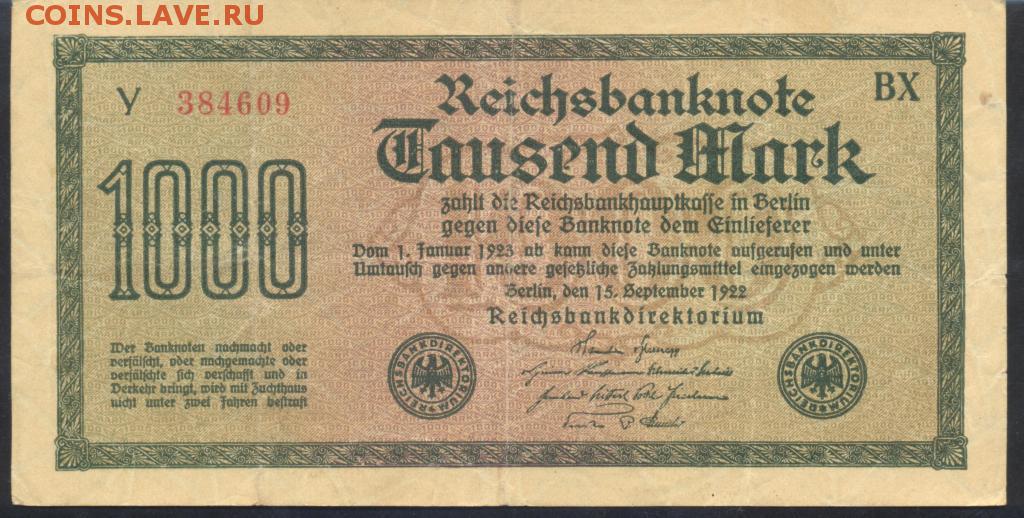 COINS.LAVE.RU
Y 384609
BX
Reichsbanknote
Tausend Mark
1000
zahlt die Reichsbankhauptkasse in Berlin
gegen diese Banknote dem Einlieferer
Vom 1. Januar 1923 ab kann diese Banknote aufgerufen und unter
Umtausch gegen andere gesetzliche Zahlungsmittel eingezogen werden
Berlin, den 15. September 1922
Reichsbankdirektorium
Wer Banknoten nachmacht oder
verfälscht, oder nachgemachte oder
verfälschte sich verschafft und in
Verkehr bringt, wird mit Zuchthaus
nicht unter zwei Jahren bestraft
REICHSBANKDIREKTORIUM
REICHSBANKDIREKTORIUM